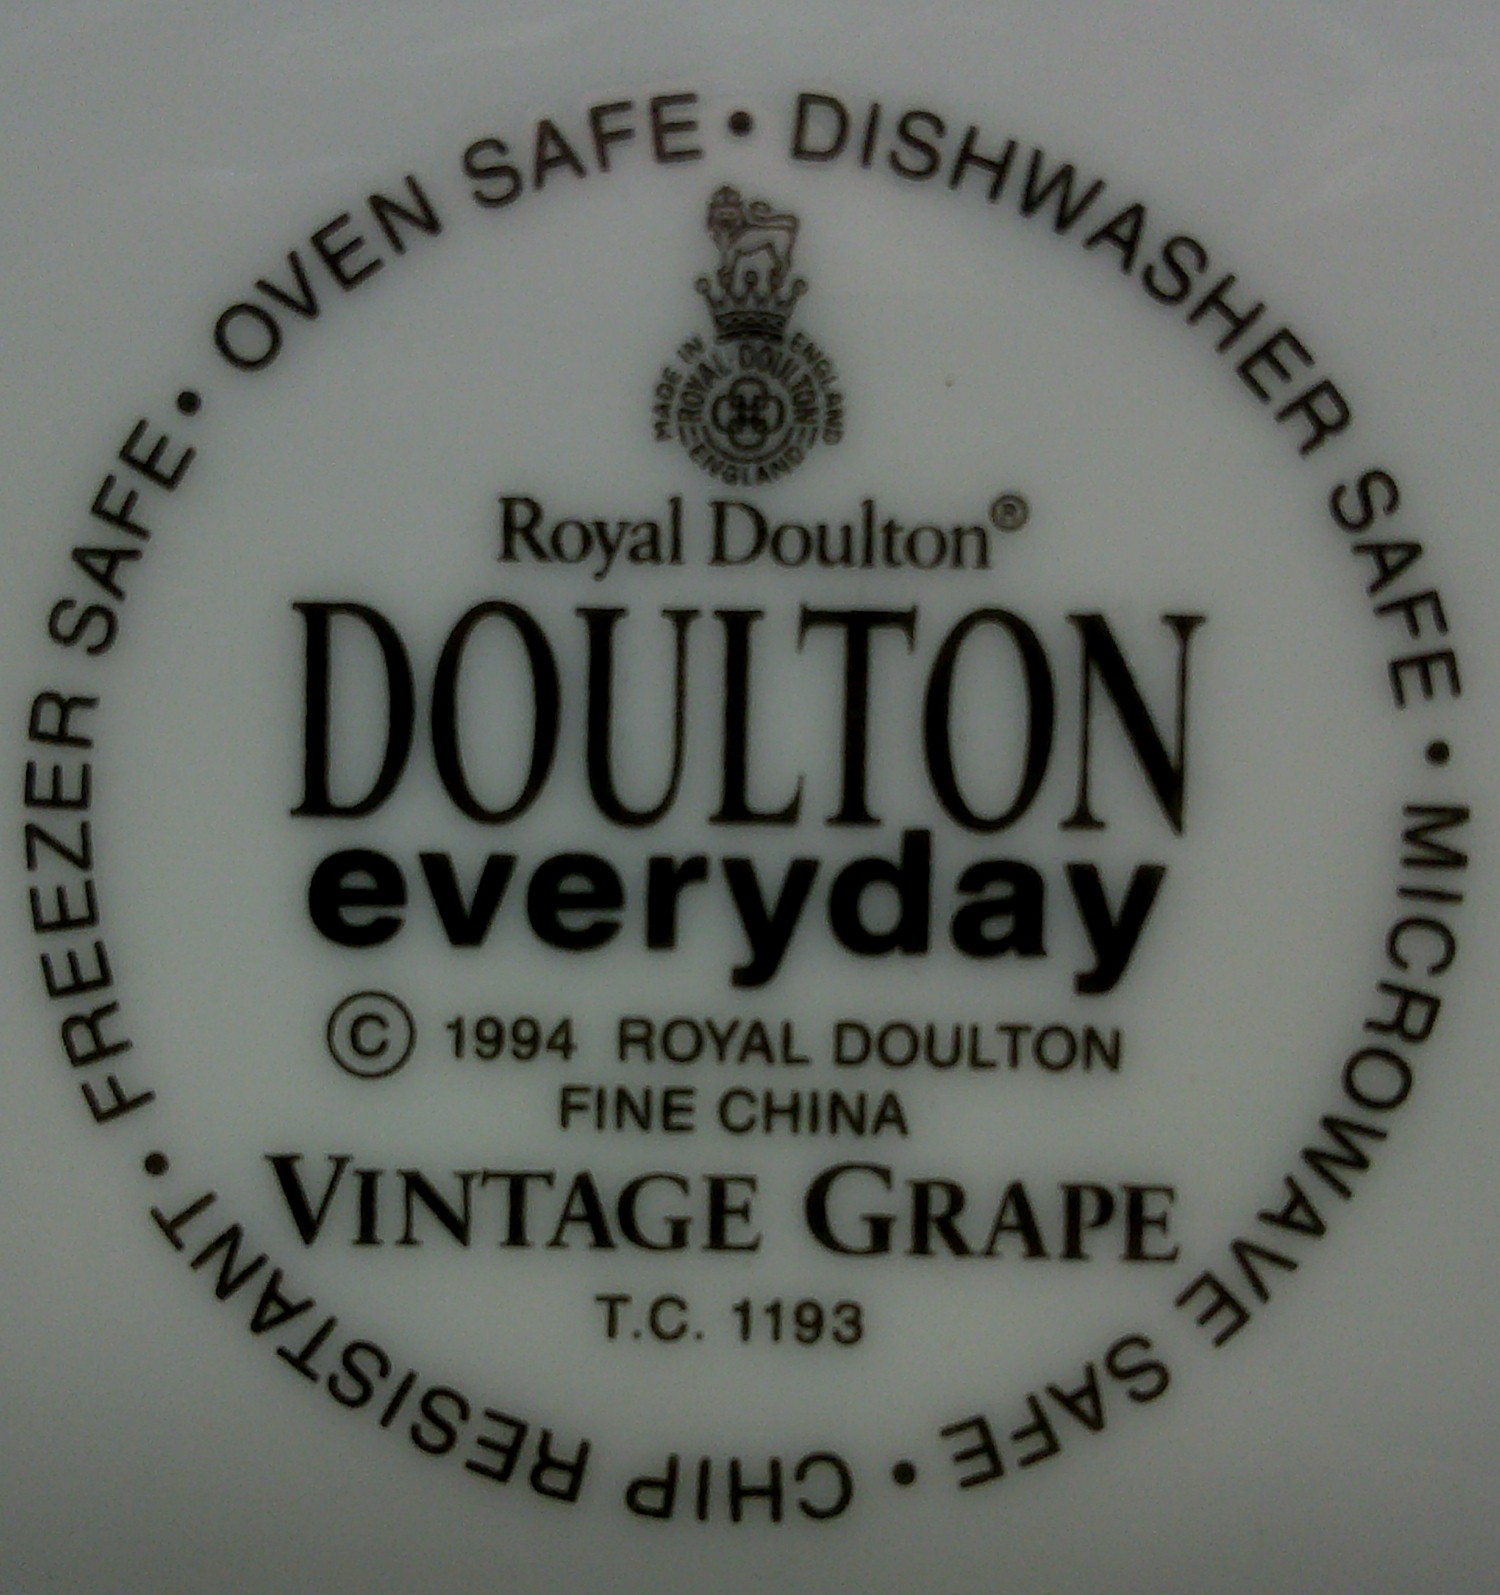 OVEN SAFE • DISHWASHER SAFE • MICROWAVE SAFE • CHIP RESISTANT • FREEZER SAFE •
MADE IN ENGLAND
ROYAL DOULTON
ENGLAND
Royal Doulton®
DOULTON
everyday
© 1994 ROYAL DOULTON
FINE CHINA
VINTAGE GRAPE
T.C. 1193